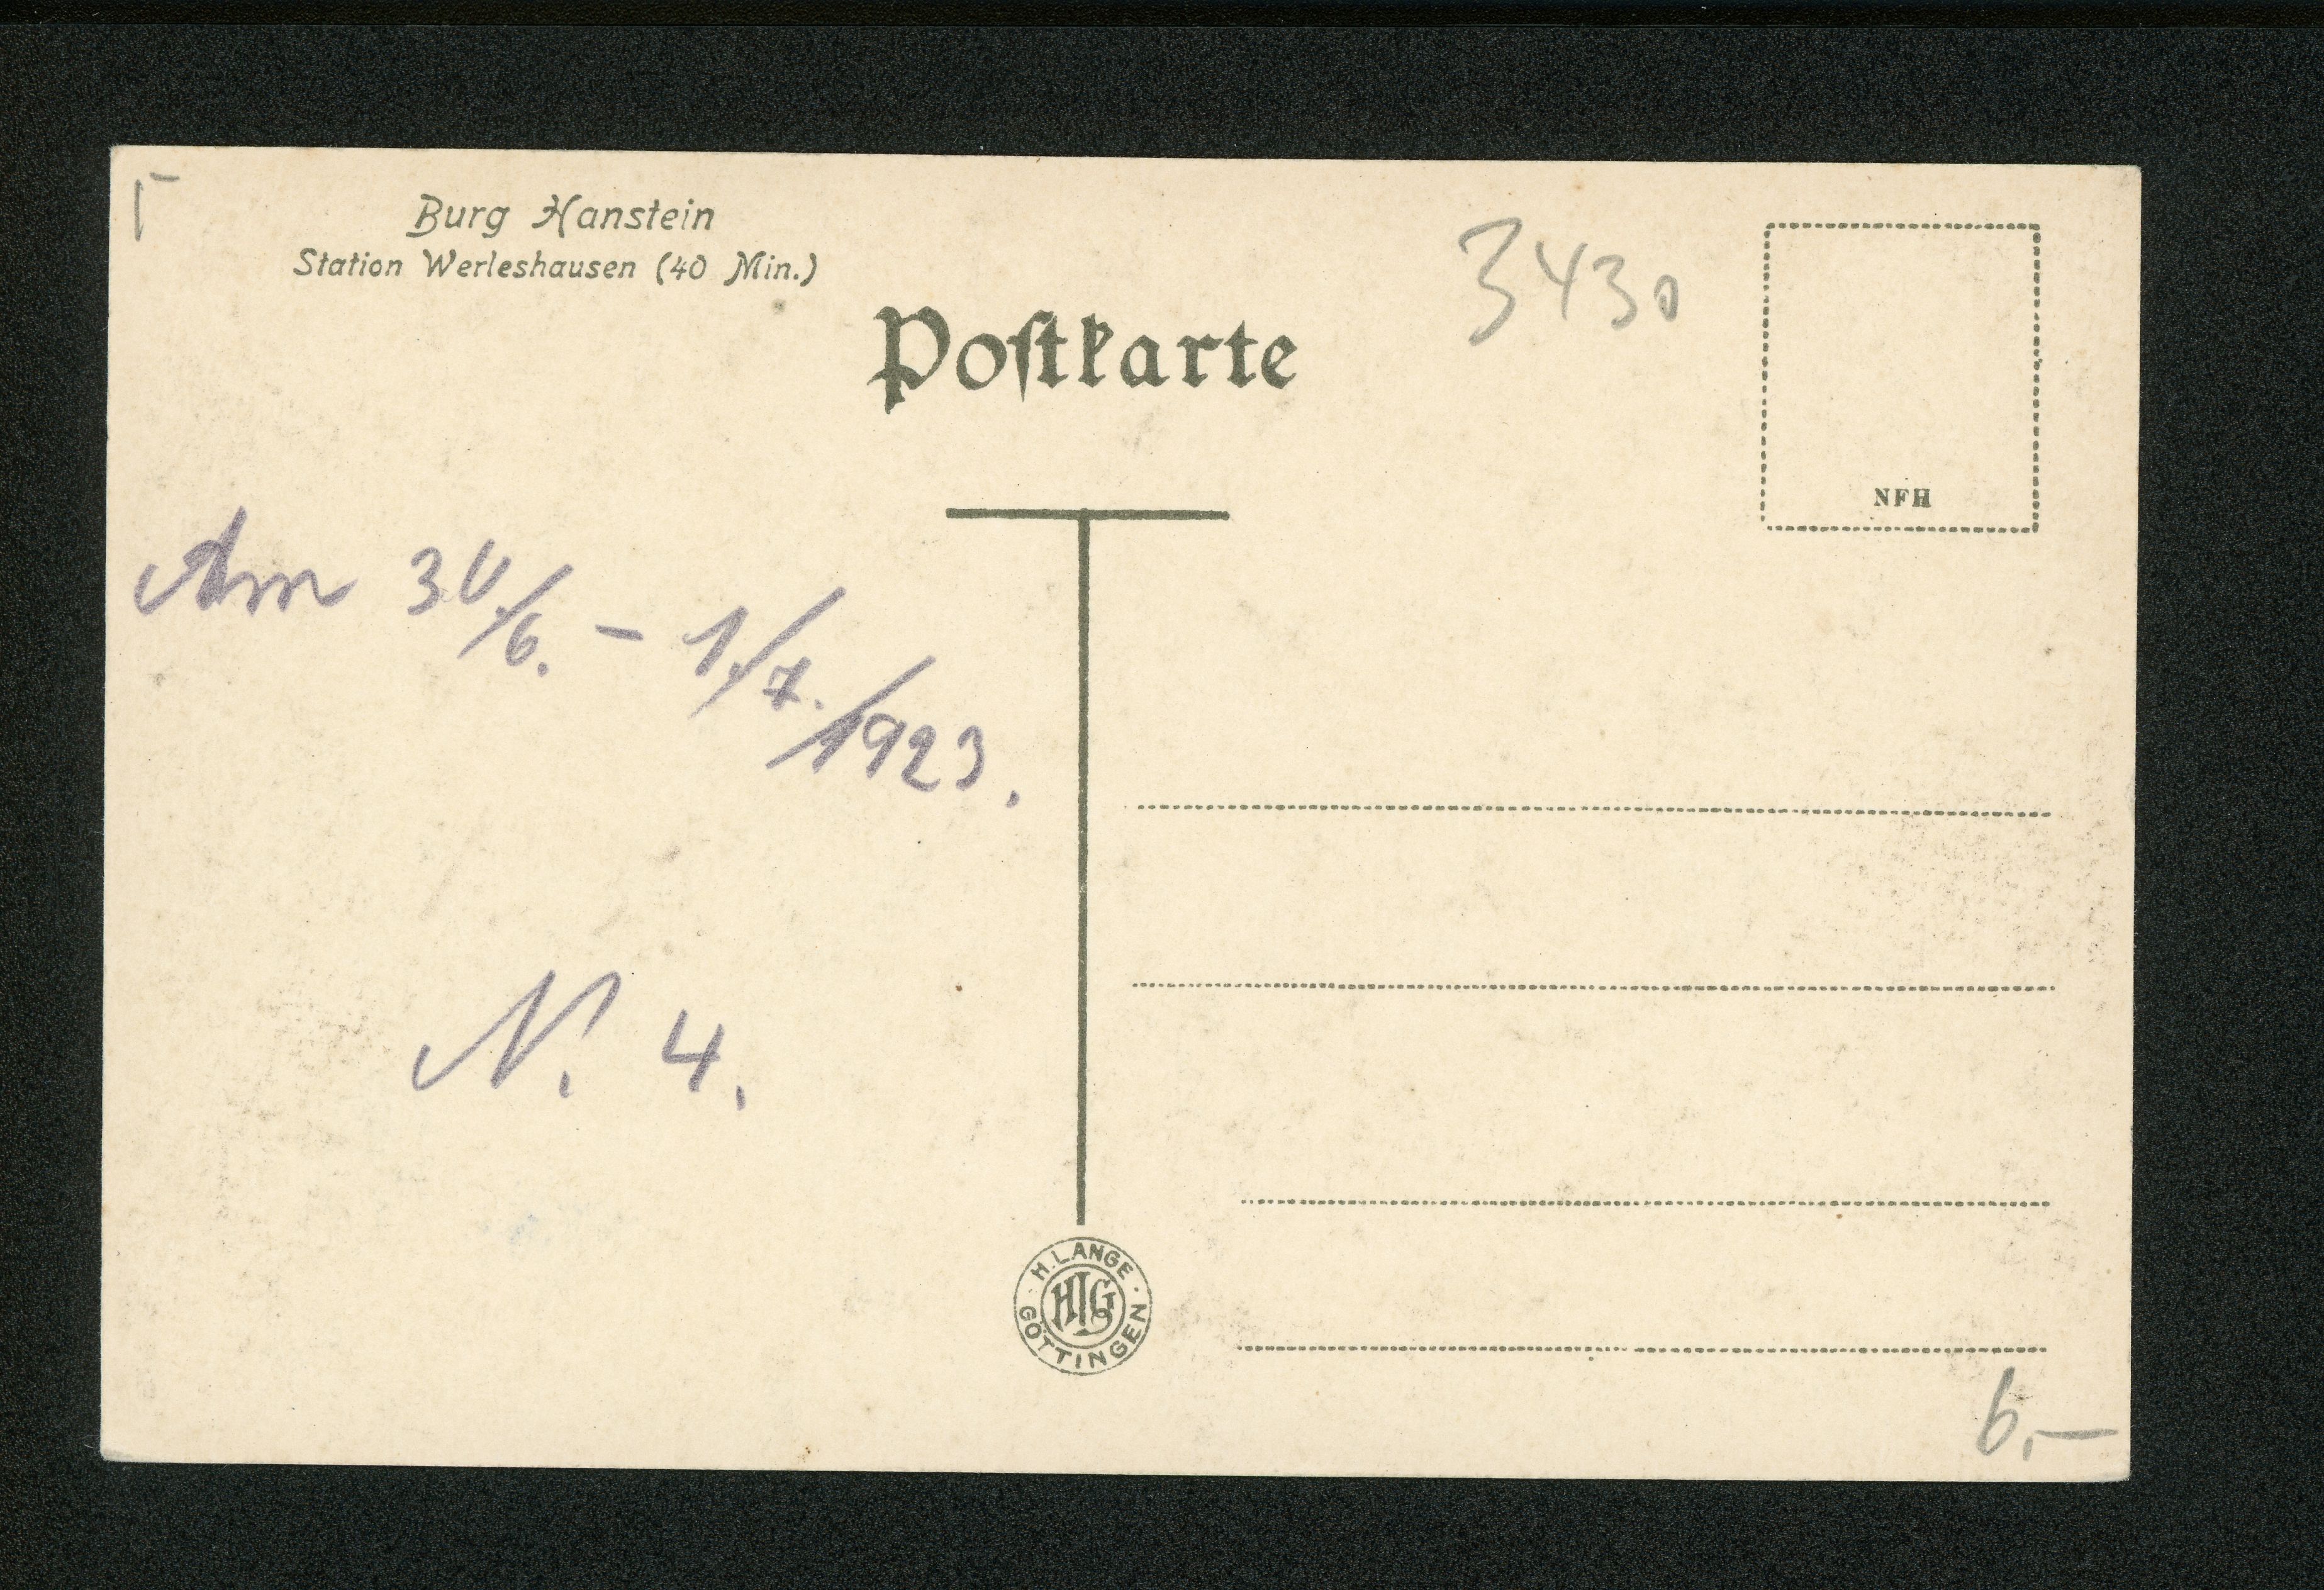 Burg Hanstein
Station Werleshausen (40 Min.)
3430
Poſtkarte
NFH
Am 30./6. – 1./7./1923.
N. 4.
H. LANGE · GÖTTINGEN ·
HLG
6,—